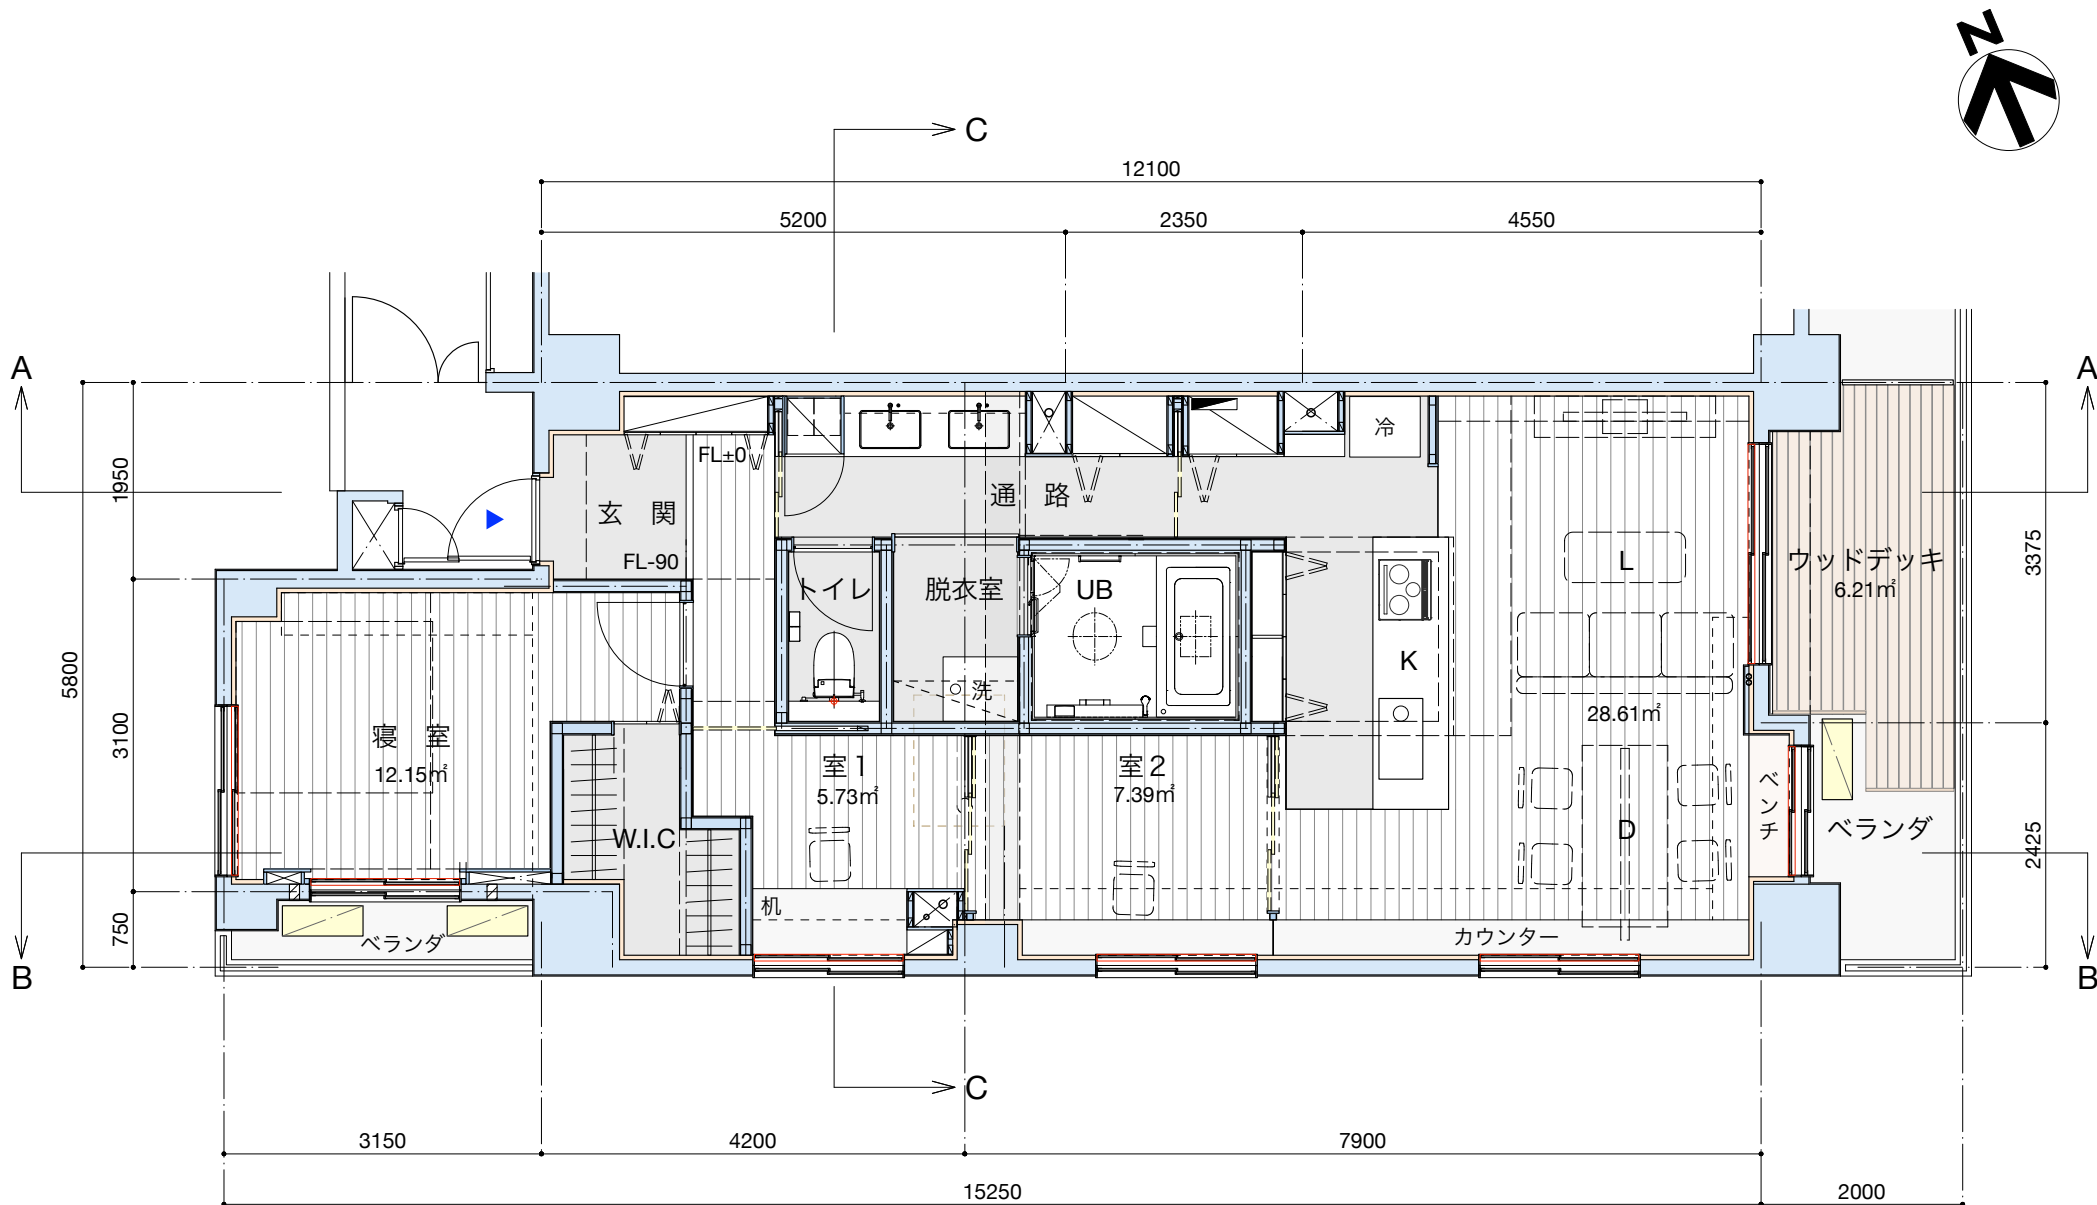 N
C
12100
5200
2350
4550
A
A
1950
5800
3100
750
3375
2425
FL±0
冷
通 路
玄 関
FL-90
トイレ
脱衣室
UB
L
ウッドデッキ
6.21㎡
K
洗
28.61㎡
寝 室
12.15㎡
室1
5.73㎡
室2
7.39㎡
ベンチ
W.I.C
D
ベランダ
机
カウンター
ベランダ
B
B
C
3150
4200
7900
15250
2000